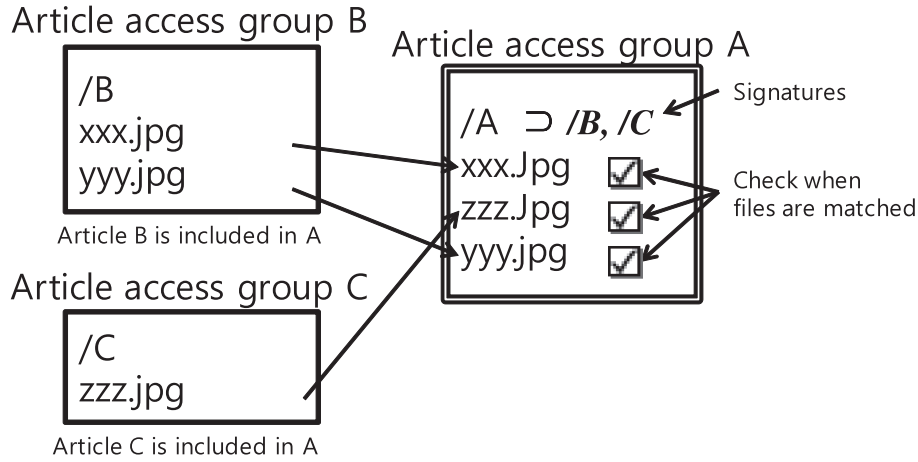 Article access group B
/B
xxx.jpg
yyy.jpg
Article B is included in A
Article access group C
/C
zzz.jpg
Article C is included in A
Article access group A
/A ⊃ /B, /C
xxx.Jpg
zzz.Jpg
yyy.jpg
Signatures
Check when
files are matched